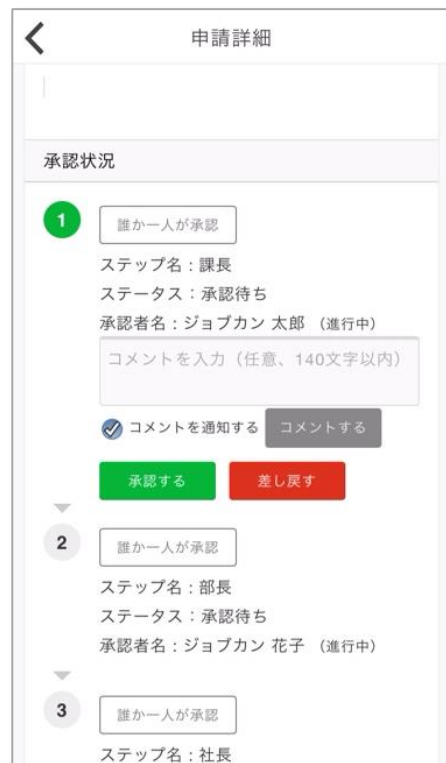 申請詳細
承認状況
1
誰か一人が承認
ステップ名：課長
ステータス：承認待ち
承認者名：ジョブカン 太郎 （進行中）
コメントを入力（任意、140文字以内）
コメントを通知する コメントする
承認する 差し戻す
2
誰か一人が承認
ステップ名：部長
ステータス：承認待ち
承認者名：ジョブカン 花子 （進行中）
3
誰か一人が承認
ステップ名：社長